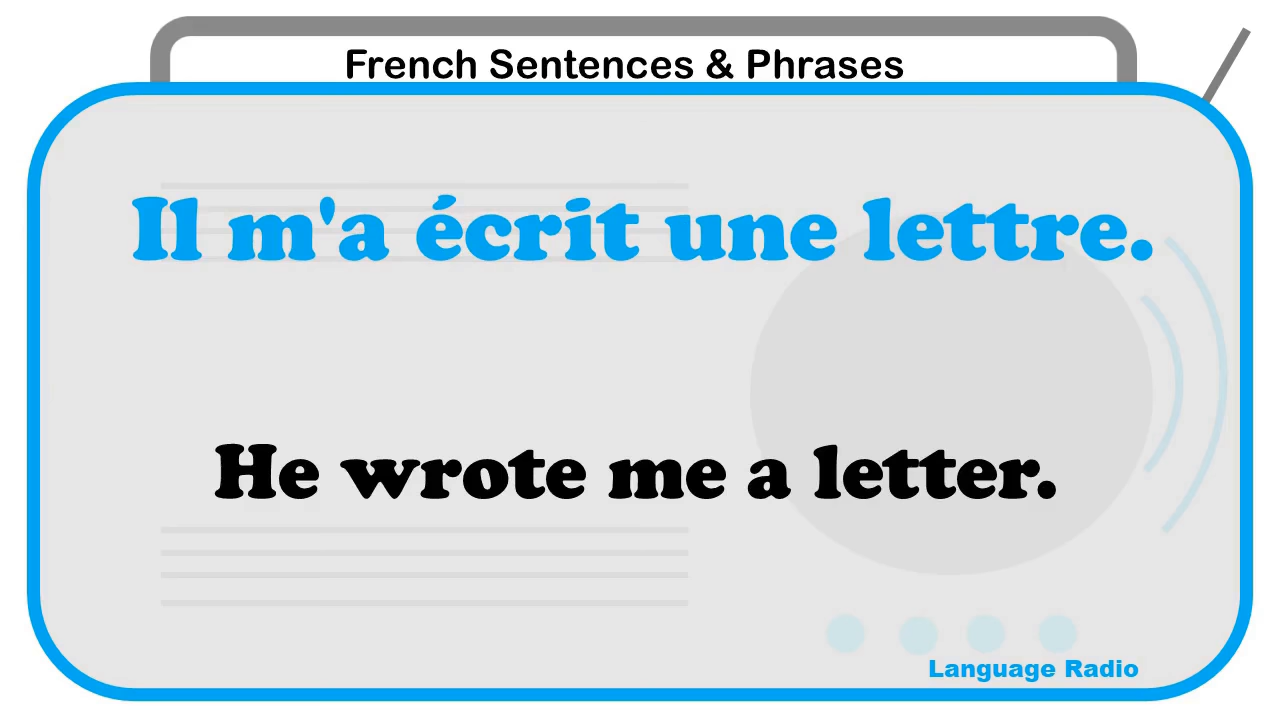 French Sentences & Phrases
Il m'a écrit une lettre.
He wrote me a letter.
Language Radio